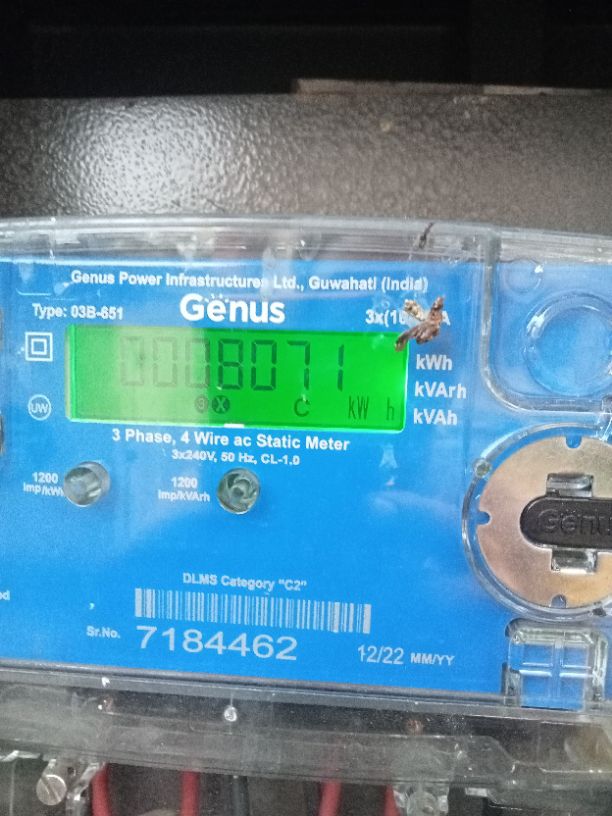 Genus Power Infrastructures Ltd., Guwahati (India)
Type: 03B-651
Genus
0008071
kWh
kVArh
kVAh
C kW h
UW
3 Phase, 4 Wire ac Static Meter
3x240V, 50 Hz, CL-1.0
1200
imp/kWh
1200
imp/kVArh
Genus
DLMS Category "C2"
Sr.No. 7184462
12/22 MM/YY